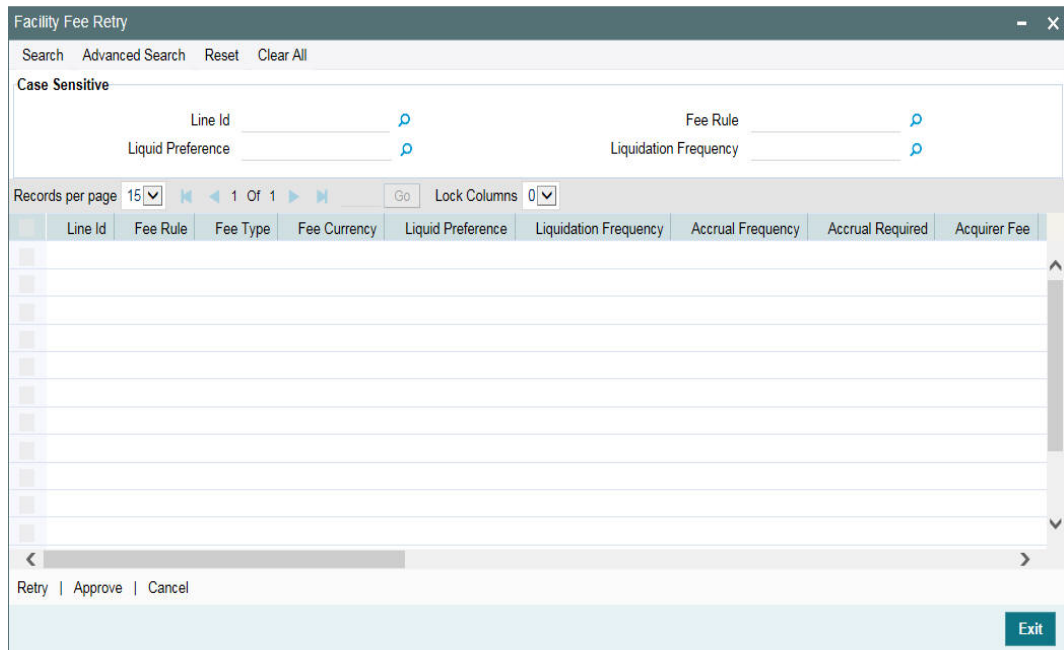 Facility Fee Retry
Search Advanced Search Reset Clear All
Case Sensitive
Line Id Fee Rule
Liquid Preference Liquidation Frequency
Records per page 15 1 Of 1 Go Lock Columns 0
Line Id Fee Rule Fee Type Fee Currency Liquid Preference Liquidation Frequency Accrual Frequency Accrual Required Acquirer Fee
Retry | Approve | Cancel
Exit